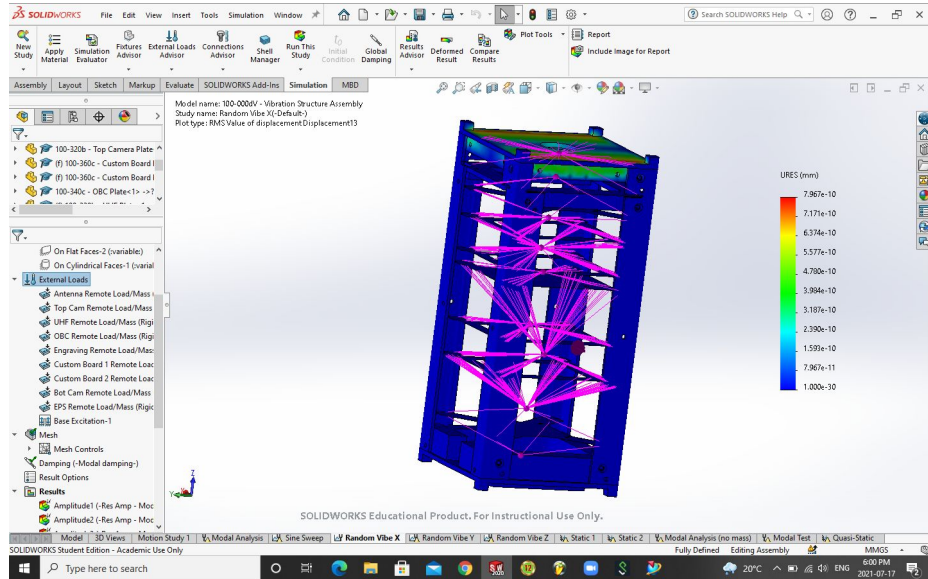 SOLIDWORKS File Edit View Insert Tools Simulation Window
Search SOLIDWORKS Help
New Study
Apply Material
Simulation Evaluator
Fixtures Advisor
External Loads Advisor
Connections Advisor
Shell Manager
Run This Study
Initial Condition
Global Damping
Results Advisor
Deformed Result
Compare Results
Plot Tools
Report
Include Image for Report
Assembly Layout Sketch Markup Evaluate SOLIDWORKS Add-Ins Simulation MBD
Model name: 100-000dV - Vibration Structure Assembly
Study name: Random Vibe X(-Default-)
Plot type: RMS Value of displacement Displacement13
100-320b - Top Camera Plate
(f) 100-360c - Custom Board
(f) 100-360c - Custom Board
100-340c - OBC Plate<1> ->?
On Flat Faces-2 (:variable)
On Cylindrical Faces-1 (:varial
External Loads
Antenna Remote Load/Mass
Top Cam Remote Load/Mass
UHF Remote Load/Mass (Rigi
OBC Remote Load/Mass (Rigi
Engraving Remote Load/Mas
Custom Board 1 Remote Loac
Custom Board 2 Remote Loac
Bot Cam Remote Load/Mass
EPS Remote Load/Mass (Rigic
Base Excitation-1
Mesh
Mesh Controls
Damping (-Modal damping-)
Result Options
Results
Amplitude1 (-Res Amp - Moc
Amplitude2 (-Res Amp - Moc
URES (mm)
7.967e-10
7.171e-10
6.374e-10
5.577e-10
4.780e-10
3.984e-10
3.187e-10
2.390e-10
1.593e-10
7.967e-11
1.000e-30
Z
Y
SOLIDWORKS Educational Product. For Instructional Use Only.
Model 3D Views Motion Study 1 Modal Analysis Sine Sweep Random Vibe X Random Vibe Y Random Vibe Z Static 1 Static 2 Modal Analysis (no mass) Modal Test Quasi-Static
SOLIDWORKS Student Edition - Academic Use Only
Fully Defined Editing Assembly MMGS
Type here to search
20°C ENG 6:00 PM
2021-07-17